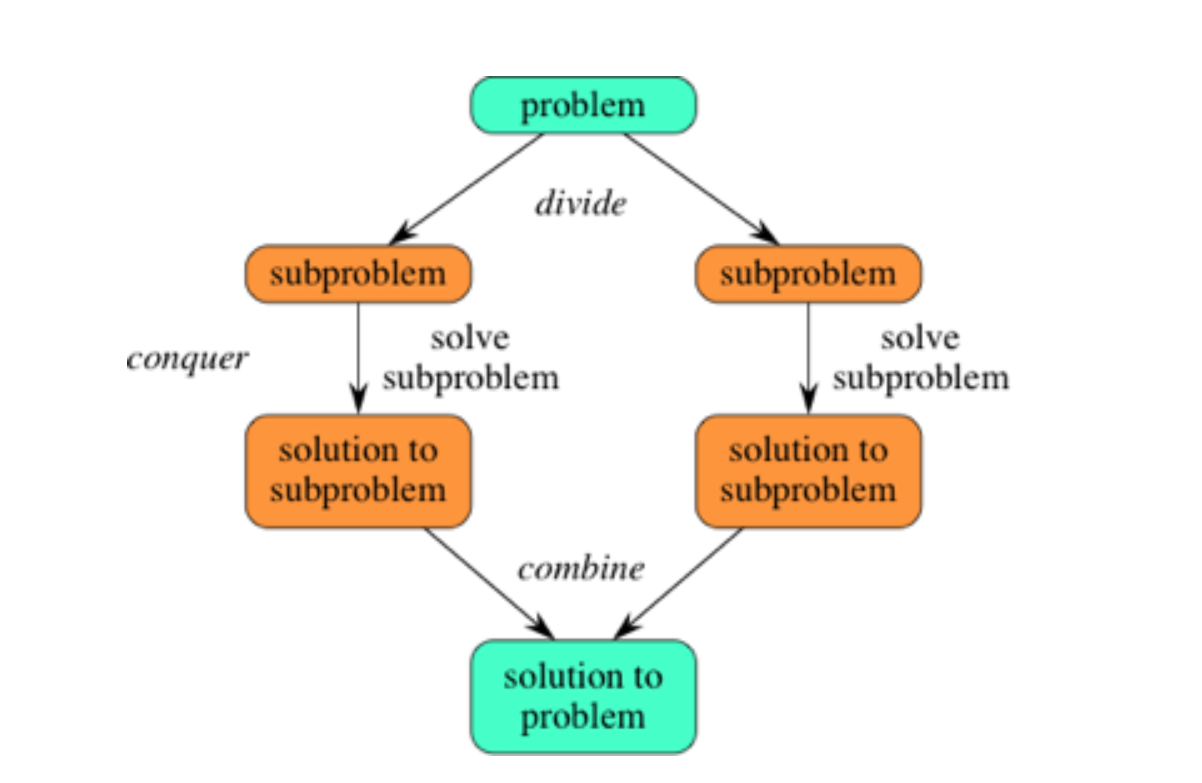 problem
divide
subproblem
subproblem
conquer
solve
subproblem
solve
subproblem
solution to
subproblem
solution to
subproblem
combine
solution to
problem